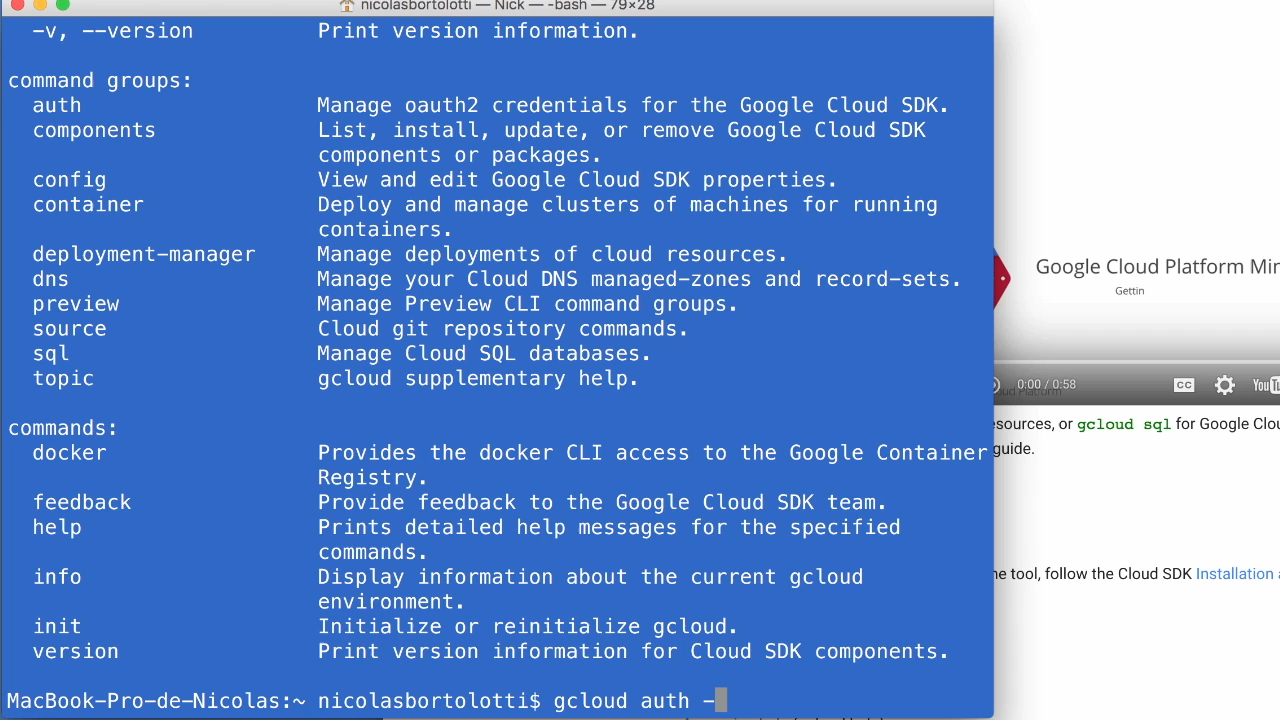 nicolasbortolotti — Nick — -bash — 79×28
-v, --version Print version information.
command groups:
auth Manage oauth2 credentials for the Google Cloud SDK.
components List, install, update, or remove Google Cloud SDK
components or packages.
config View and edit Google Cloud SDK properties.
container Deploy and manage clusters of machines for running
containers.
deployment-manager Manage deployments of cloud resources.
dns Manage your Cloud DNS managed-zones and record-sets.
preview Manage Preview CLI command groups.
source Cloud git repository commands.
sql Manage Cloud SQL databases.
topic gcloud supplementary help.
commands:
docker Provides the docker CLI access to the Google Container
Registry.
feedback Provide feedback to the Google Cloud SDK team.
help Prints detailed help messages for the specified
commands.
info Display information about the current gcloud
environment.
init Initialize or reinitialize gcloud.
version Print version information for Cloud SDK components.
MacBook-Pro-de-Nicolas:~ nicolasbortolotti$ gcloud auth -
Google Cloud Platform Min
Gettin
0:00 / 0:58
CC
You
Platform
esources, or gcloud sql for Google Clou
guide.
he tool, follow the Cloud SDK Installation a